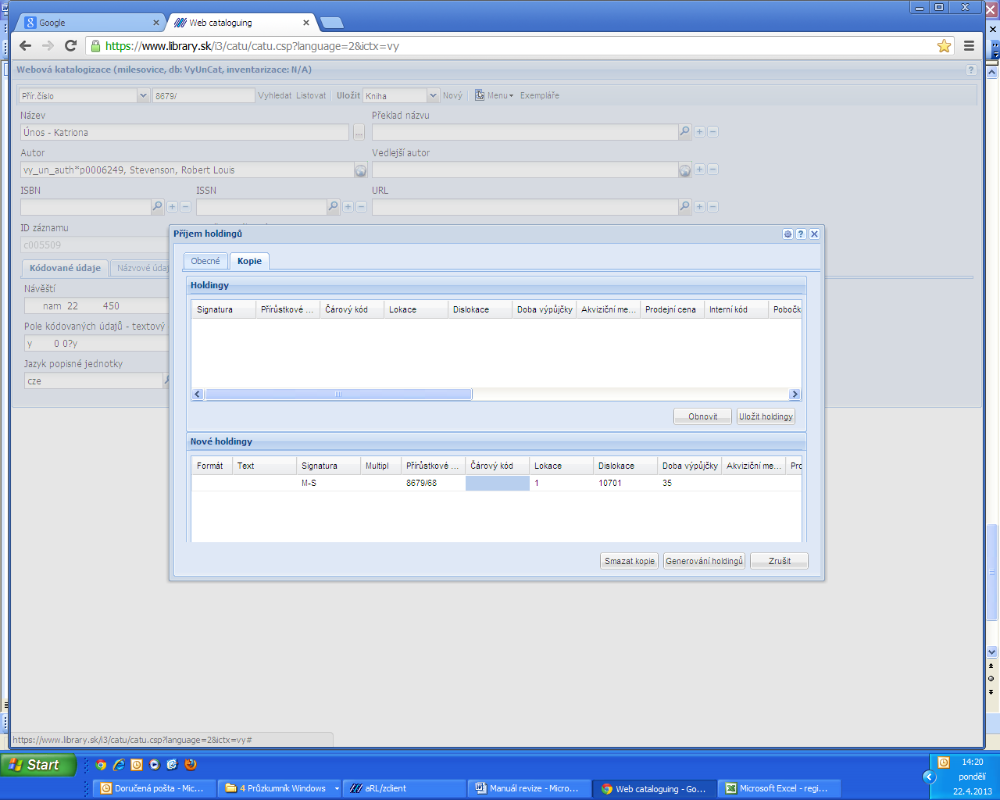 Google
Web cataloguing
https://www.library.sk/i3/catu/catu.csp?language=2&ictx=vy
Webová katalogizace (milesovice, db: VyUnCat, inventarizace: N/A)
Přír.číslo 8679/ Vyhledat Listovat Uložit Kniha Nový Menu Exempláře
Název Překlad názvu
Únos - Katriona
Autor Vedlejší autor
vy_un_auth*p0006249, Stevenson, Robert Louis
ISBN ISSN URL
ID záznamu
c005509
Kódované údaje Názvové údaj
Návěští
nam 22 450
Pole kódovaných údajů - textový
y 0 0?y
Jazyk popisné jednotky
cze
Příjem holdingů
Obecné Kopie
Holdingy
Signatura Přírůstkové ... Čárový kód Lokace Dislokace Doba výpůjčky Akviziční me... Prodejní cena Interní kód Pobočk
Obnovit Uložit holdingy
Nové holdingy
Formát Text Signatura Multipl Přírůstkové ... Čárový kód Lokace Dislokace Doba výpůjčky Akviziční me... Prc
M-S 8679/68 1 10701 35
Smazat kopie Generování holdingů Zrušit
https://www.library.sk/i3/catu/catu.csp?language=2&ictx=vy#
Start
14:20
pondělí
22.4.2013
Doručená pošta - Mic... 4 Průzkumník Windows aRL/zclient Manuál revize - Micro... Web cataloguing - Go... Microsoft Excel - regi...